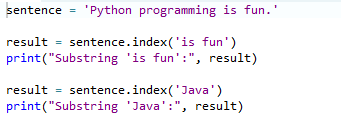 sentence = 'Python programming is fun.'
result = sentence.index('is fun')
print("Substring 'is fun':", result)
result = sentence.index('Java')
print("Substring 'Java':", result)